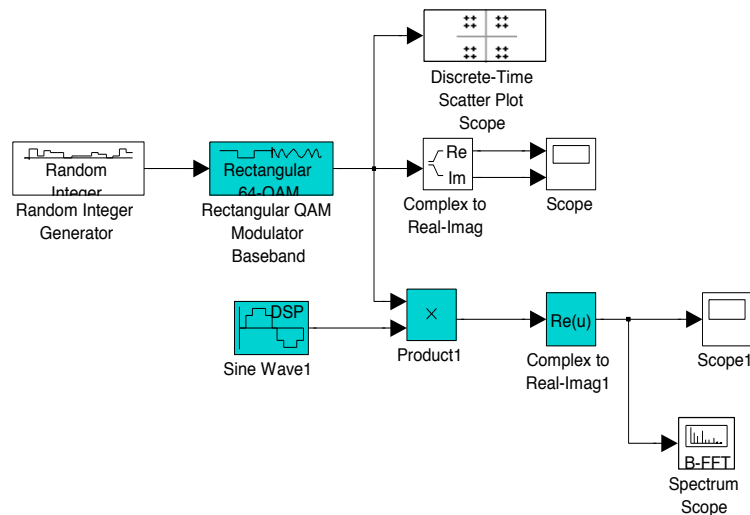 Discrete-Time
Scatter Plot
Scope
Random
Integer
Random Integer
Generator
Rectangular
64-QAM
Rectangular QAM
Modulator
Baseband
Re
Im
Complex to
Real-Imag
Scope
DSP
Sine Wave1
×
Product1
Re(u)
Complex to
Real-Imag1
Scope1
B-FFT
Spectrum
Scope